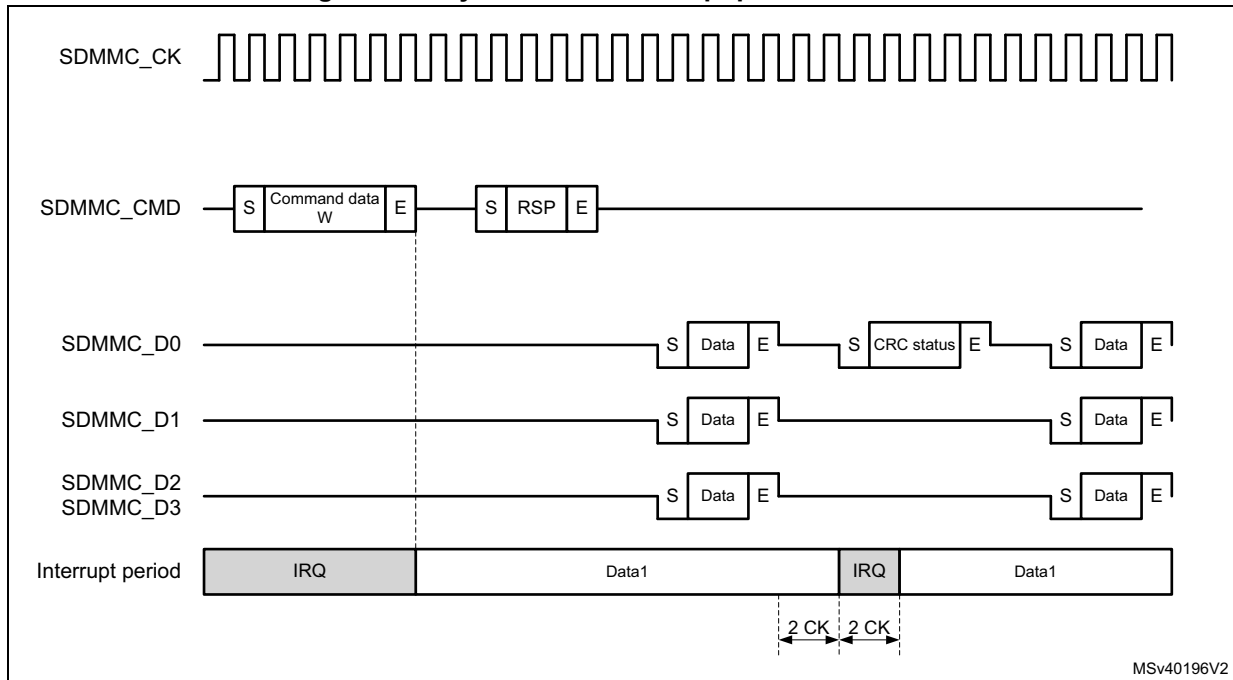 SDMMC_CK
SDMMC_CMD
S
Command data
W
E
S
RSP
E
SDMMC_D0
S
Data
E
S
CRC status
E
S
Data
E
SDMMC_D1
S
Data
E
S
Data
E
SDMMC_D2
SDMMC_D3
S
Data
E
S
Data
E
Interrupt period
IRQ
Data1
IRQ
Data1
2 CK
2 CK
MSv40196V2